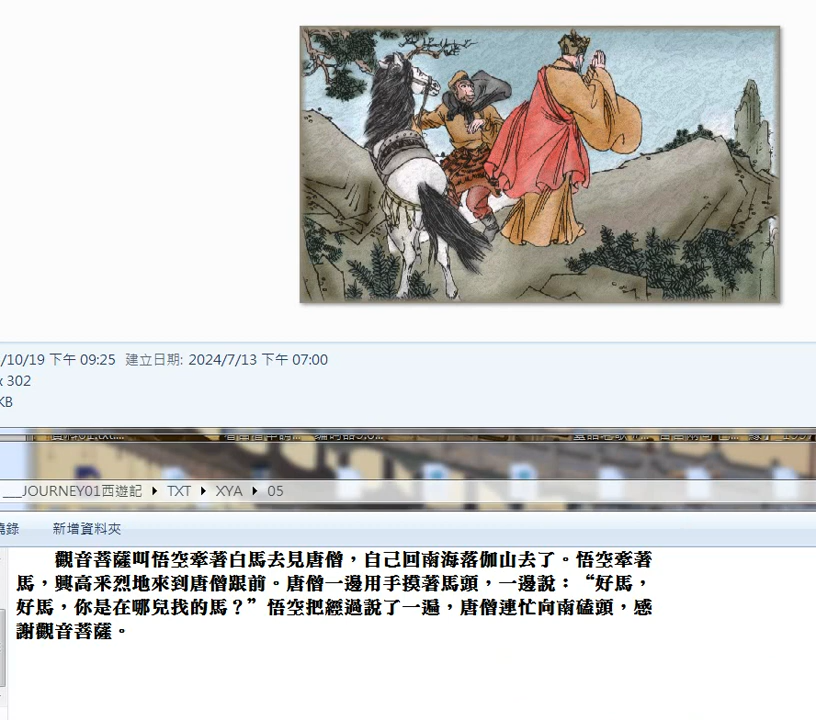 /10/19 下午 09:25 建立日期: 2024/7/13 下午 07:00
x 302
KB
___JOURNEY01西遊記 ▸ TXT ▸ XYA ▸ 05
燒錄 新增資料夾
觀音菩薩叫悟空牽著白馬去見唐僧，自己回南海落伽山去了。悟空牽著
馬，興高采烈地來到唐僧跟前。唐僧一邊用手摸著馬頭，一邊說：“好馬，
好馬，你是在哪兒找的馬？”悟空把經過說了一遍，唐僧連忙向南磕頭，感
謝觀音菩薩。